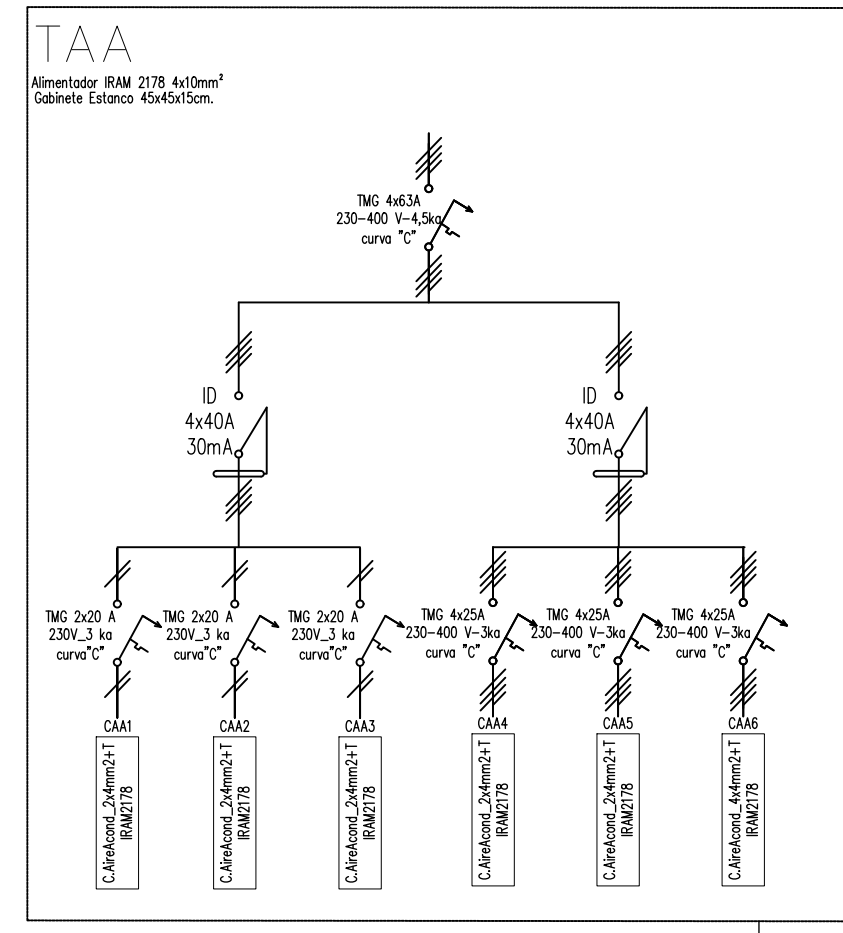 TAA
Alimentador IRAM 2178 4x10mm²
Gabinete Estanco 45x45x15cm.
TMG 4x63A
230-400 V-4,5ka
curva "C"
ID
4x40A
30mA
ID
4x40A
30mA
TMG 2x20 A
230V_3 ka
curva"C"
TMG 2x20 A
230V_3 ka
curva"C"
TMG 2x20 A
230V_3 ka
curva"C"
TMG 4x25A
230-400 V-3ka
curva "C"
TMG 4x25A
230-400 V-3ka
curva "C"
TMG 4x25A
230-400 V-3ka
curva "C"
CAA1
CAA2
CAA3
CAA4
CAA5
CAA6
C.AireAcond_2x4mm2+T
IRAM2178
C.AireAcond_2x4mm2+T
IRAM2178
C.AireAcond_2x4mm2+T
IRAM2178
C.AireAcond_2x4mm2+T
IRAM2178
C.AireAcond_2x4mm2+T
IRAM2178
C.AireAcond_4x4mm2+T
IRAM2178